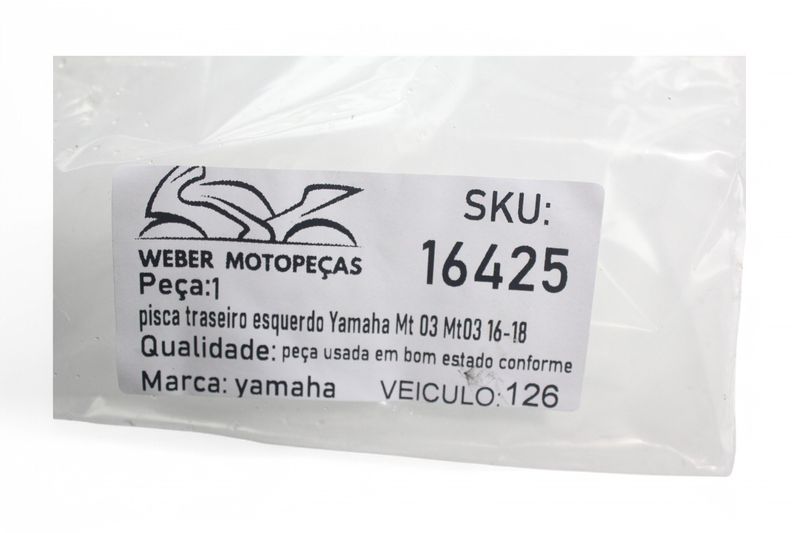 WEBER MOTOPEÇAS
SKU:
16425
Peça:1
pisca traseiro esquerdo Yamaha Mt 03 Mt03 16-18
Qualidade: peça usada em bom estado conforme
Marca: yamaha VEICULO: 126